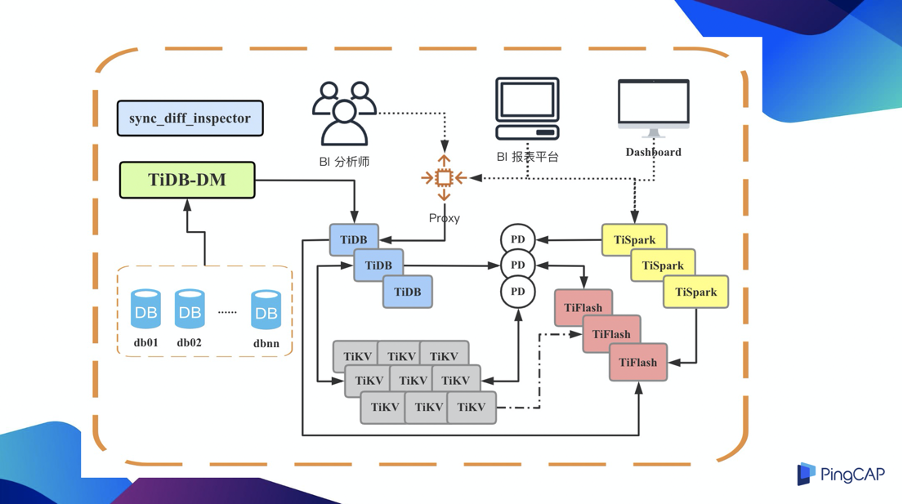 sync_diff_inspector
BI 分析师
BI 报表平台
Dashboard
TiDB-DM
Proxy
TiDB
TiDB
TiDB
PD
PD
PD
TiSpark
TiSpark
TiSpark
DB
DB
......
DB
db01
db02
dbnn
TiFlash
TiFlash
TiFlash
TiKV TiKV TiKV
TiKV TiKV TiKV
TiKV TiKV TiKV
PingCAP